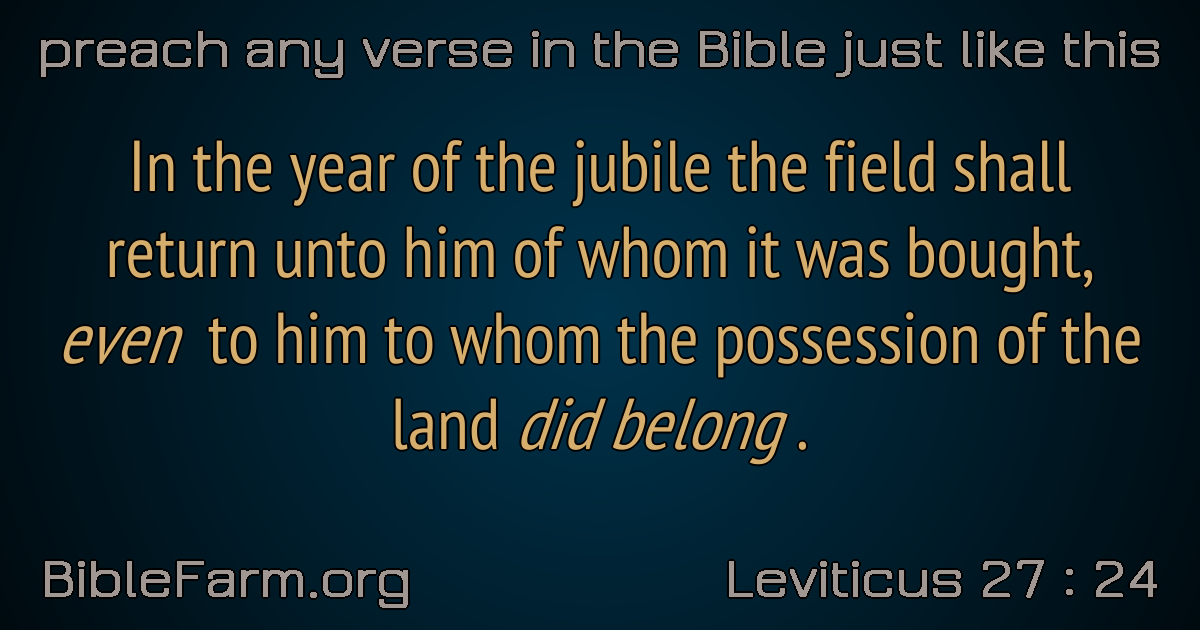 preach any verse in the Bible just like this
In the year of the jubile the field shall
return unto him of whom it was bought,
even to him to whom the possession of the
land did belong .
BibleFarm.org
Leviticus 27 : 24